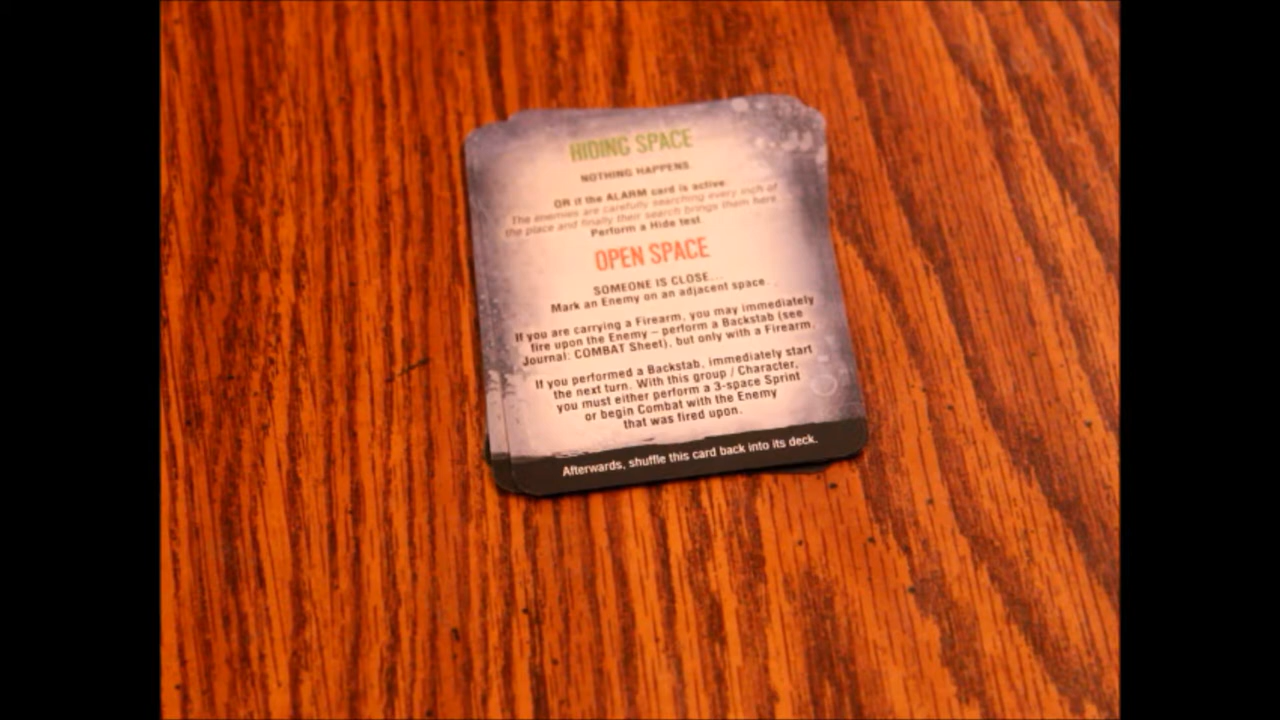 HIDING SPACE
NOTHING HAPPENS
OR if the ALARM card is active
The enemies are carefully searching every inch of
the place and finally their search brings them here.
Perform a Hide test
OPEN SPACE
SOMEONE IS CLOSE...
Mark an Enemy on an adjacent space.
If you are carrying a Firearm, you may immediately
fire upon the Enemy – perform a Backstab (see
Journal: COMBAT Sheet), but only with a Firearm.
If you performed a Backstab, immediately start
the next turn. With this group / Character,
you must either perform a 3-space Sprint
or begin Combat with the Enemy
that was fired upon.
Afterwards, shuffle this card back into its deck.